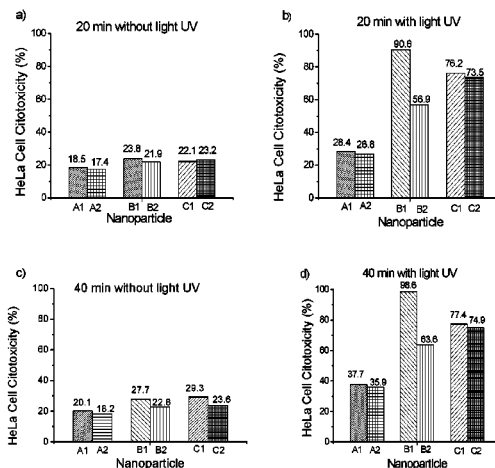 a)
20 min without light UV
HeLa Cell Citotoxicity (%)
100
80
60
40
20
0
18.5 17.4 23.8 21.9 22.1 23.2
A1 A2 B1 B2 C1 C2
Nanoparticle
b)
20 min with light UV
HeLa Cell Citotoxicity (%)
100
80
60
40
20
0
28.4 26.8 90.6 56.9 76.2 73.5
A1 A2 B1 B2 C1 C2
Nanoparticle
c)
40 min without light UV
HeLa Cell Citotoxicity (%)
100
80
60
40
20
0
20.1 18.2 27.7 22.8 29.3 23.6
A1 A2 B1 B2 C1 C2
Nanoparticle
d)
40 min with light UV
HeLa Cell Citotoxicity (%)
100
80
60
40
20
0
37.7 35.9 98.6 63.6 77.4 74.9
A1 A2 B1 B2 C1 C2
Nanoparticle